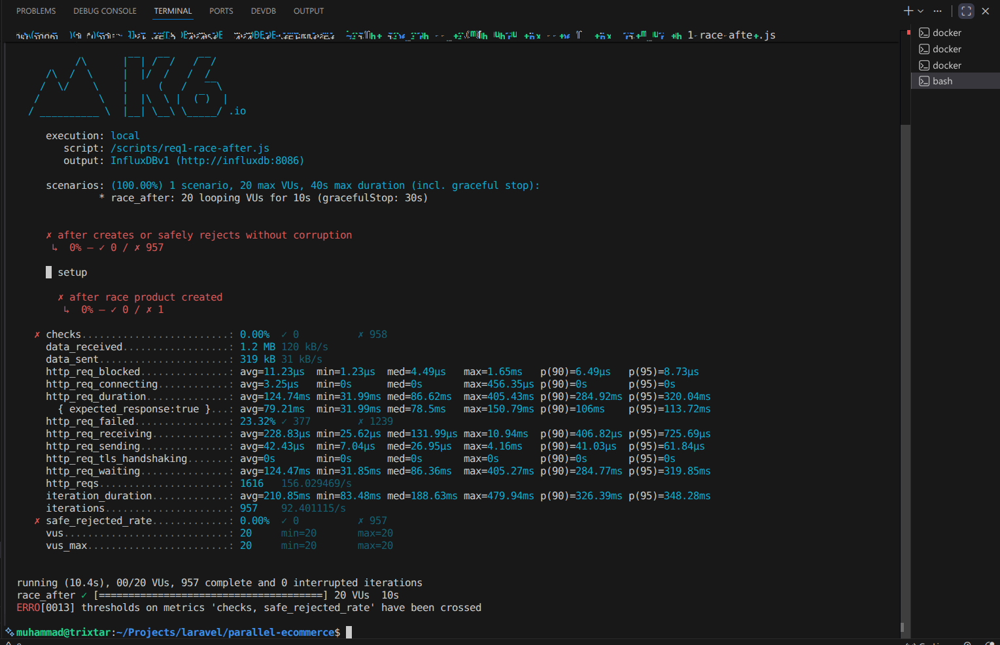 PROBLEMS DEBUG CONSOLE TERMINAL PORTS DEVDB OUTPUT
docker
docker
docker
bash
          /\      |‾‾| /‾‾/   /‾‾/
     /\  /  \     |  |/  /   /  /
    /  \/    \    |     (   /   ‾‾\
   /          \   |  |\  \ |  (‾)  |
  / __________ \  |__| \__\ \_____/ .io
execution: local
script: /scripts/req1-race-after.js
output: InfluxDBv1 (http://influxdb:8086)
scenarios: (100.00%) 1 scenario, 20 max VUs, 40s max duration (incl. graceful stop):
* race_after: 20 looping VUs for 10s (gracefulStop: 30s)
✗ after creates or safely rejects without corruption
↳  0% — ✓ 0 / ✗ 957
█ setup
✗ after race product created
↳  0% — ✓ 0 / ✗ 1
✗ checks.........................: 0.00%  ✓ 0          ✗ 958
data_received..................: 1.2 MB 120 kB/s
data_sent......................: 319 kB 31 kB/s
http_req_blocked...............: avg=11.23µs  min=1.23µs  med=4.49µs   max=1.65ms   p(90)=6.49µs   p(95)=8.73µs
http_req_connecting............: avg=3.25µs   min=0s      med=0s       max=456.35µs p(90)=0s       p(95)=0s
http_req_duration..............: avg=124.74ms min=31.99ms med=86.62ms  max=405.43ms p(90)=284.92ms p(95)=320.04ms
{ expected_response:true }...: avg=79.21ms  min=31.99ms med=78.5ms   max=150.79ms p(90)=106ms    p(95)=113.72ms
http_req_failed................: 23.32% ✓ 377        ✗ 1239
http_req_receiving.............: avg=228.83µs min=25.62µs med=131.99µs max=10.94ms  p(90)=406.82µs p(95)=725.69µs
http_req_sending...............: avg=42.43µs  min=7.04µs  med=26.95µs  max=4.16ms   p(90)=41.03µs  p(95)=61.84µs
http_req_tls_handshaking.......: avg=0s       min=0s      med=0s       max=0s       p(90)=0s       p(95)=0s
http_req_waiting...............: avg=124.47ms min=31.85ms med=86.36ms  max=405.27ms p(90)=284.77ms p(95)=319.85ms
http_reqs......................: 1616   156.029469/s
iteration_duration.............: avg=210.85ms min=83.48ms med=188.63ms max=479.94ms p(90)=326.39ms p(95)=348.28ms
iterations.....................: 957    92.401115/s
✗ safe_rejected_rate.............: 0.00%  ✓ 0          ✗ 957
vus............................: 20     min=20       max=20
vus_max........................: 20     min=20       max=20
running (10.4s), 00/20 VUs, 957 complete and 0 interrupted iterations
race_after ✓ [======================================] 20 VUs  10s
ERRO[0013] thresholds on metrics 'checks, safe_rejected_rate' have been crossed
muhammad@trixtar:~/Projects/laravel/parallel-ecommerce$